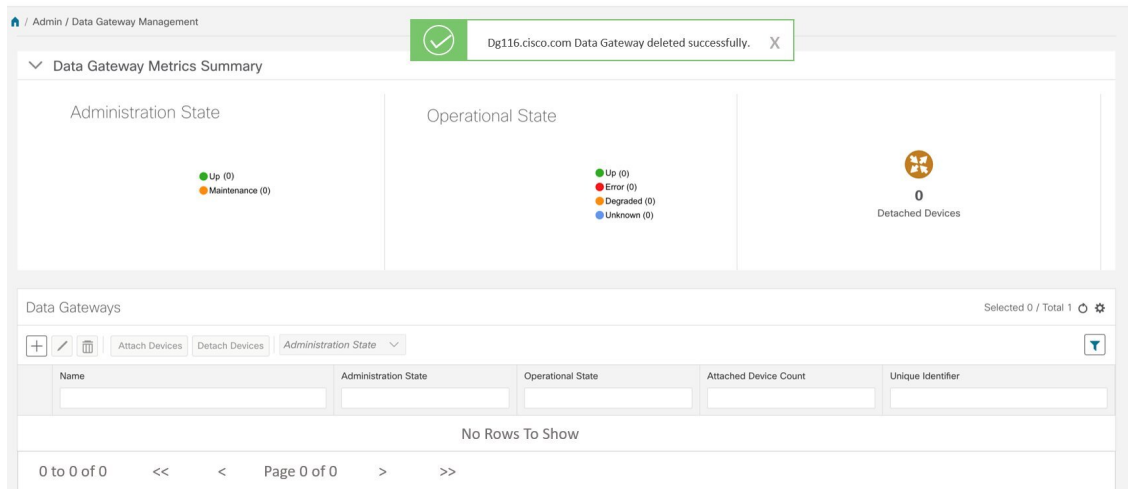 / Admin / Data Gateway Management
Dg116.cisco.com Data Gateway deleted successfully. X
Data Gateway Metrics Summary
Administration State
Up (0)
Maintenance (0)
Operational State
Up (0)
Error (0)
Degraded (0)
Unknown (0)
0
Detached Devices
Data Gateways
Selected 0 / Total 1
Attach Devices Detach Devices Administration State
Name Administration State Operational State Attached Device Count Unique Identifier
No Rows To Show
0 to 0 of 0 << < Page 0 of 0 > >>